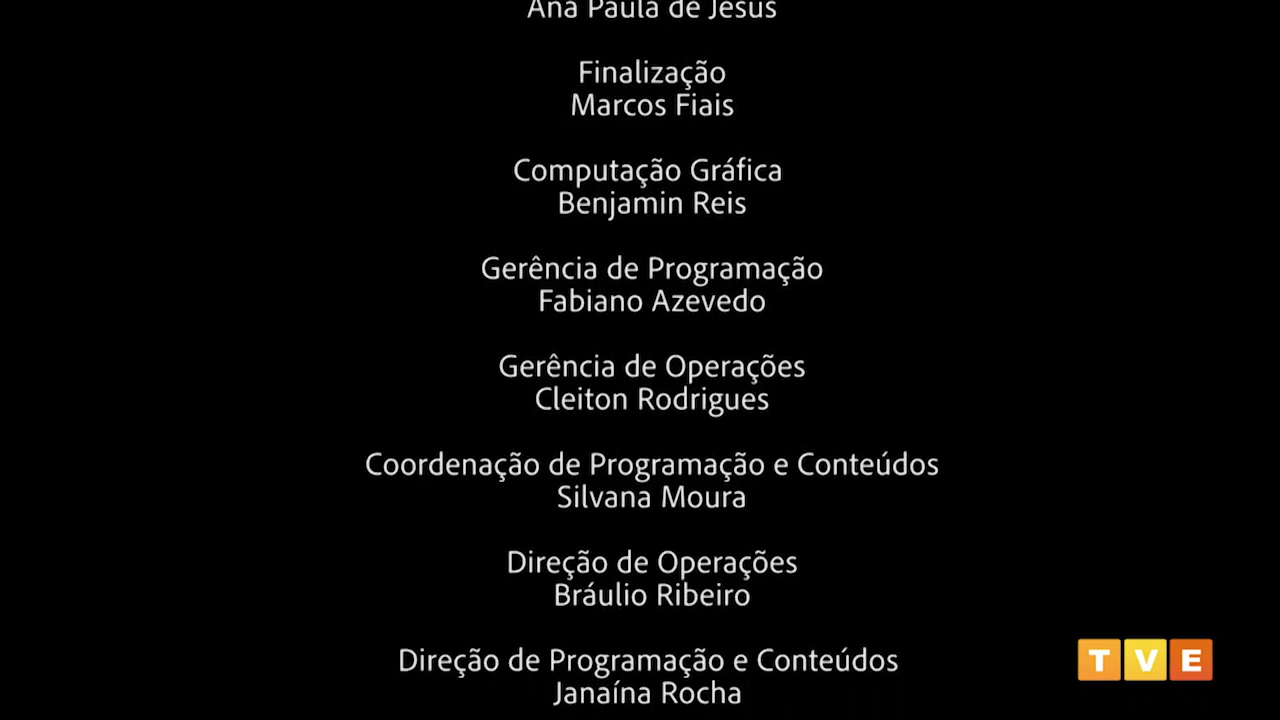 Ana Paula de Jesus
Finalização
Marcos Fiais
Computação Gráfica
Benjamin Reis
Gerência de Programação
Fabiano Azevedo
Gerência de Operações
Cleiton Rodrigues
Coordenação de Programação e Conteúdos
Silvana Moura
Direção de Operações
Bráulio Ribeiro
Direção de Programação e Conteúdos
Janaína Rocha
TVE